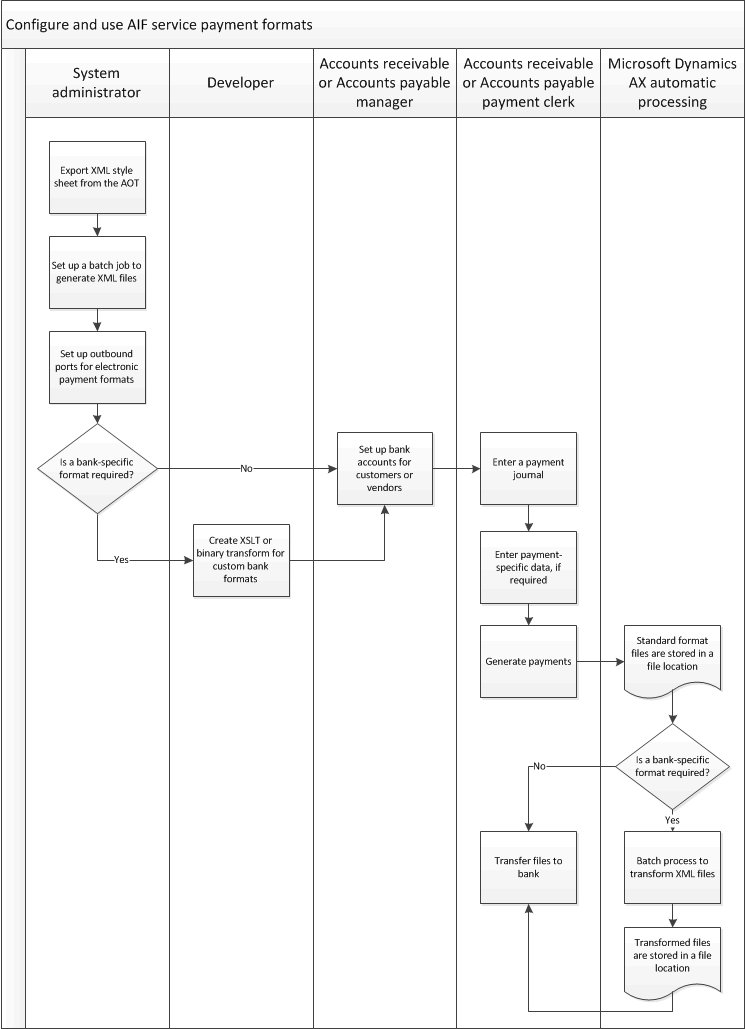 Configure and use AIF service payment formats
System
administrator
Developer
Accounts receivable
or Accounts payable
manager
Accounts receivable
or Accounts payable
payment clerk
Microsoft Dynamics
AX automatic
processing
Export XML style
sheet from the AOT
Set up a batch job to
generate XML files
Set up outbound
ports for electronic
payment formats
Is a bank-specific
format required?
No
Yes
Create XSLT or
binary transform for
custom bank
formats
Set up bank
accounts for
customers or
vendors
Enter a payment
journal
Enter payment-
specific data, if
required
Generate payments
Standard format
files are stored in a
file location
Is a bank-specific
format required?
No
Yes
Transfer files to
bank
Batch process to
transform XML files
Transformed files
are stored in a file
location